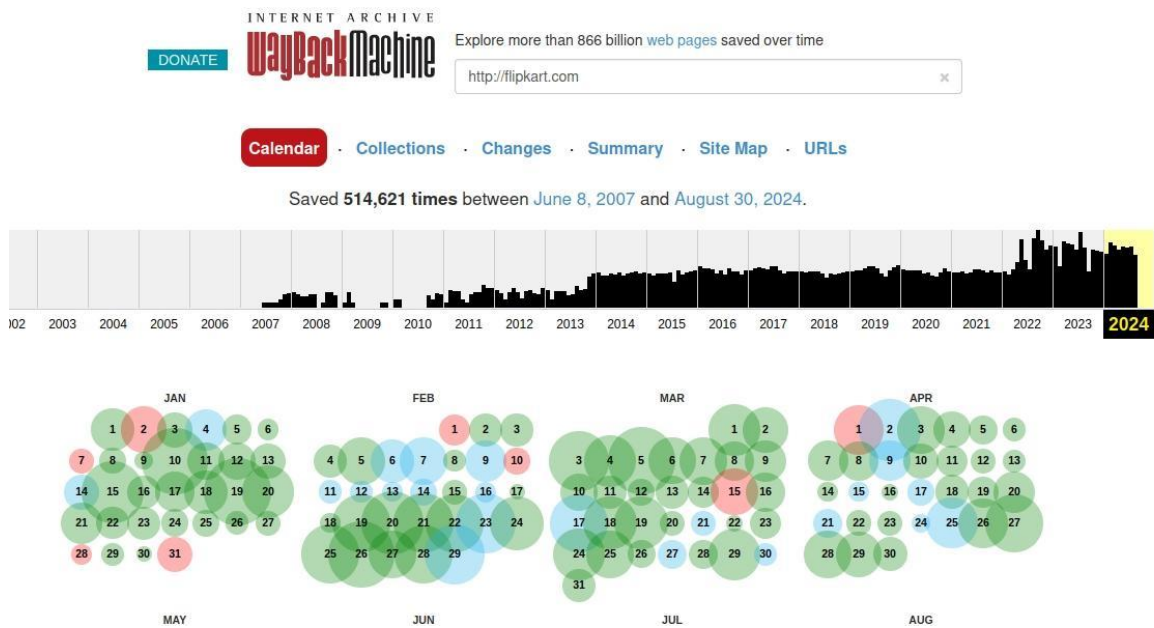 INTERNET ARCHIVE
DONATE
WayBackMachine
Explore more than 866 billion web pages saved over time
http://flipkart.com ×
Calendar · Collections · Changes · Summary · Site Map · URLs
Saved 514,621 times between June 8, 2007 and August 30, 2024.
002 2003 2004 2005 2006 2007 2008 2009 2010 2011 2012 2013 2014 2015 2016 2017 2018 2019 2020 2021 2022 2023 2024
JAN
1 2 3 4 5 6
7 8 9 10 11 12 13
14 15 16 17 18 19 20
21 22 23 24 25 26 27
28 29 30 31
FEB
1 2 3
4 5 6 7 8 9 10
11 12 13 14 15 16 17
18 19 20 21 22 23 24
25 26 27 28 29
MAR
1 2
3 4 5 6 7 8 9
10 11 12 13 14 15 16
17 18 19 20 21 22 23
24 25 26 27 28 29 30
31
APR
1 2 3 4 5 6
7 8 9 10 11 12 13
14 15 16 17 18 19 20
21 22 23 24 25 26 27
28 29 30
MAY JUN JUL AUG